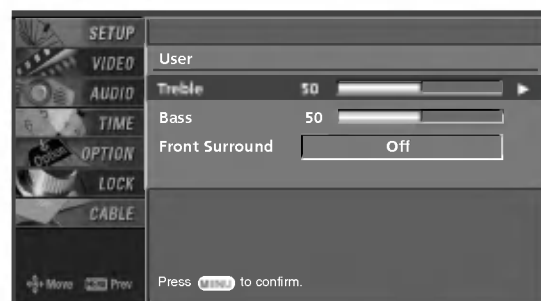 SETUP
VIDEO
AUDIO
TIME
OPTION
LOCK
CABLE
Move Prev
User
Treble 50
Bass 50
Front Surround Off
Press MENU to confirm.